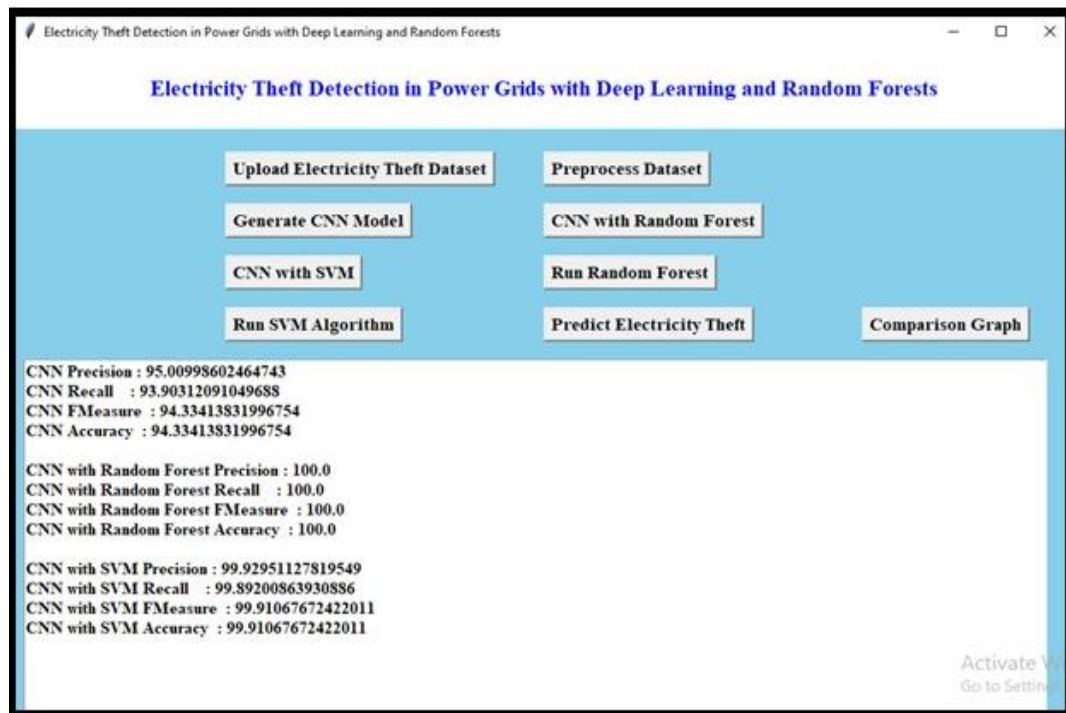 Electricity Theft Detection in Power Grids with Deep Learning and Random Forests
Electricity Theft Detection in Power Grids with Deep Learning and Random Forests
Upload Electricity Theft Dataset
Preprocess Dataset
Generate CNN Model
CNN with Random Forest
CNN with SVM
Run Random Forest
Run SVM Algorithm
Predict Electricity Theft
Comparison Graph
CNN Precision : 95.00998602464743
CNN Recall : 93.90312091049688
CNN FMeasure : 94.33413831996754
CNN Accuracy : 94.33413831996754
CNN with Random Forest Precision : 100.0
CNN with Random Forest Recall : 100.0
CNN with Random Forest FMeasure : 100.0
CNN with Random Forest Accuracy : 100.0
CNN with SVM Precision : 99.92951127819549
CNN with SVM Recall : 99.89200863930886
CNN with SVM FMeasure : 99.91067672422011
CNN with SVM Accuracy : 99.91067672422011
Activate
Go to